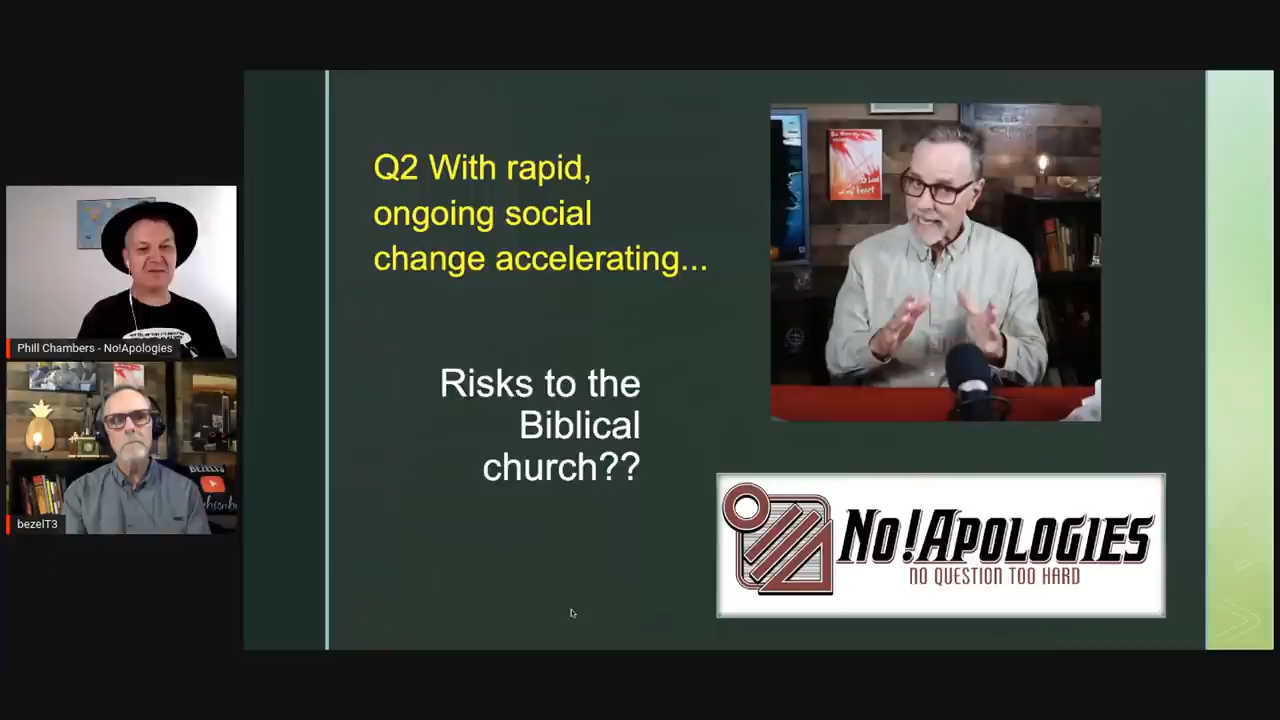 Q2 With rapid,
ongoing social
change accelerating...
Risks to the
Biblical
church??
No!Apologies
NO QUESTION TOO HARD
Phill Chambers - No!Apologies
bezelT3